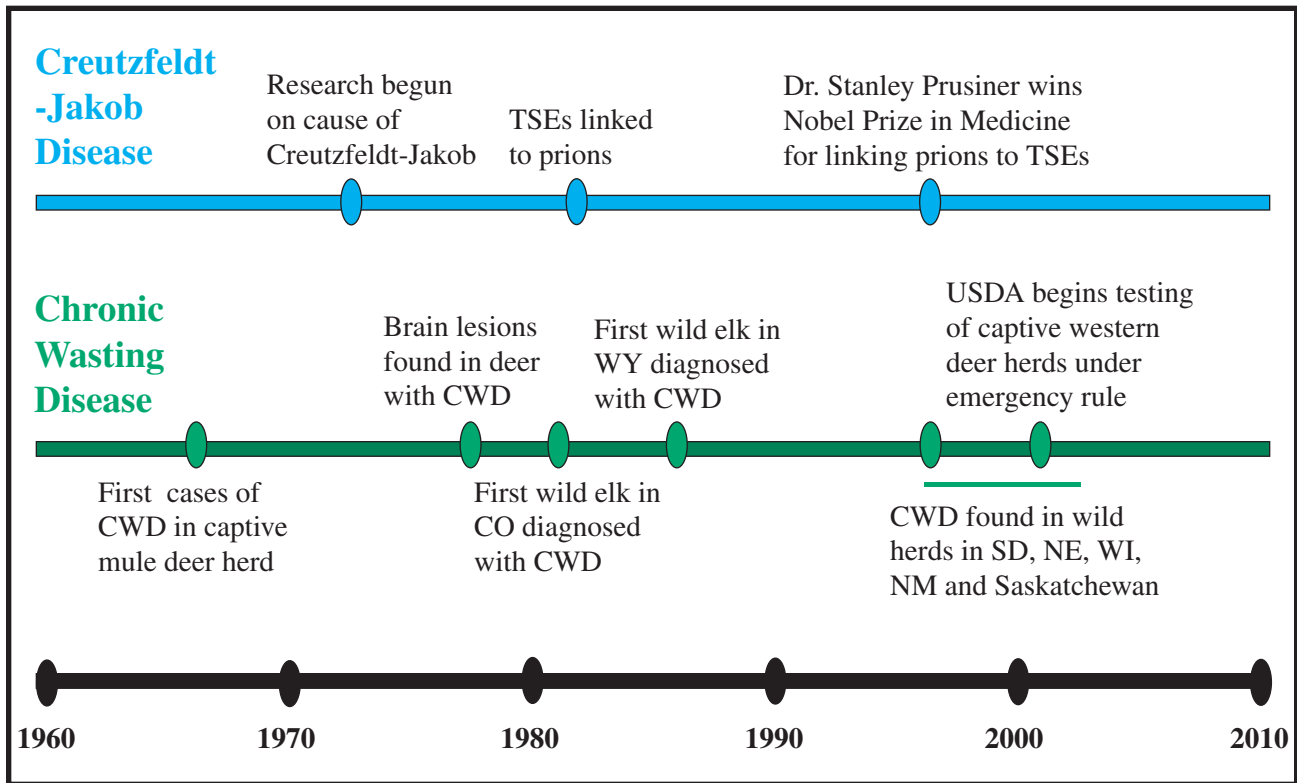 Creutzfeldt
-Jakob
Disease
Research begun
on cause of
Creutzfeldt-Jakob
TSEs linked
to prions
Dr. Stanley Prusiner wins
Nobel Prize in Medicine
for linking prions to TSEs
Chronic
Wasting
Disease
Brain lesions
found in deer
with CWD
First wild elk in
WY diagnosed
with CWD
USDA begins testing
of captive western
deer herds under
emergency rule
First cases of
CWD in captive
mule deer herd
First wild elk in
CO diagnosed
with CWD
CWD found in wild
herds in SD, NE, WI,
NM and Saskatchewan
1960
1970
1980
1990
2000
2010